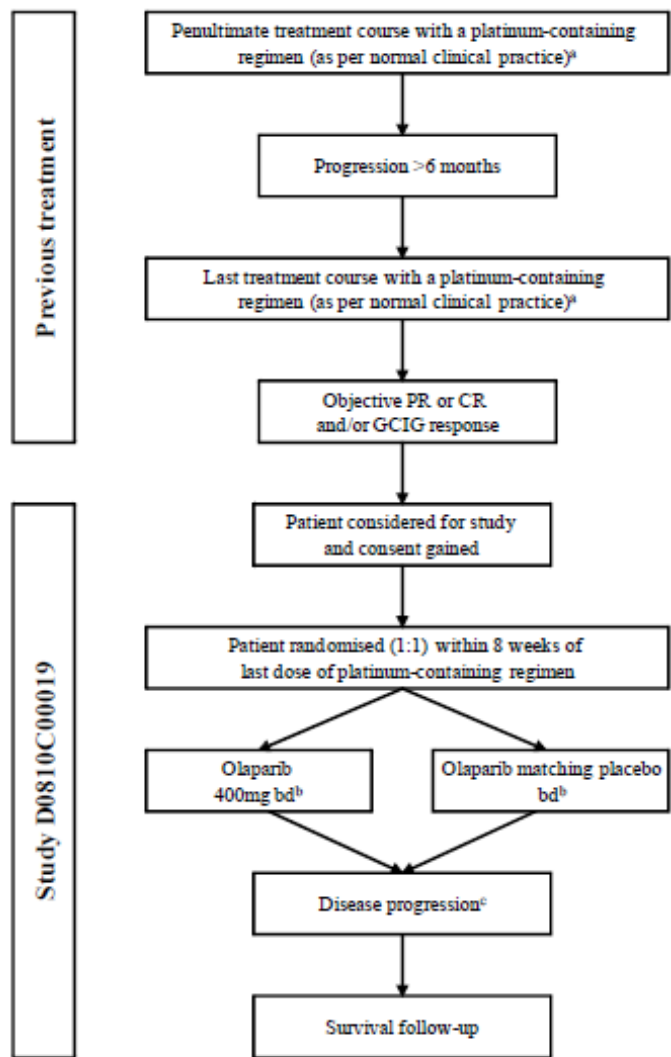 Previous treatment
Penultimate treatment course with a platinum-containing
regimen (as per normal clinical practice)ᵃ
Progression >6 months
Last treatment course with a platinum-containing
regimen (as per normal clinical practice)ᵃ
Objective PR or CR
and/or GCIG response
Study D0810C00019
Patient considered for study
and consent gained
Patient randomised (1:1) within 8 weeks of
last dose of platinum-containing regimen
Olaparib
400mg bdᵇ
Olaparib matching placebo
bdᵇ
Disease progressionᶜ
Survival follow-up